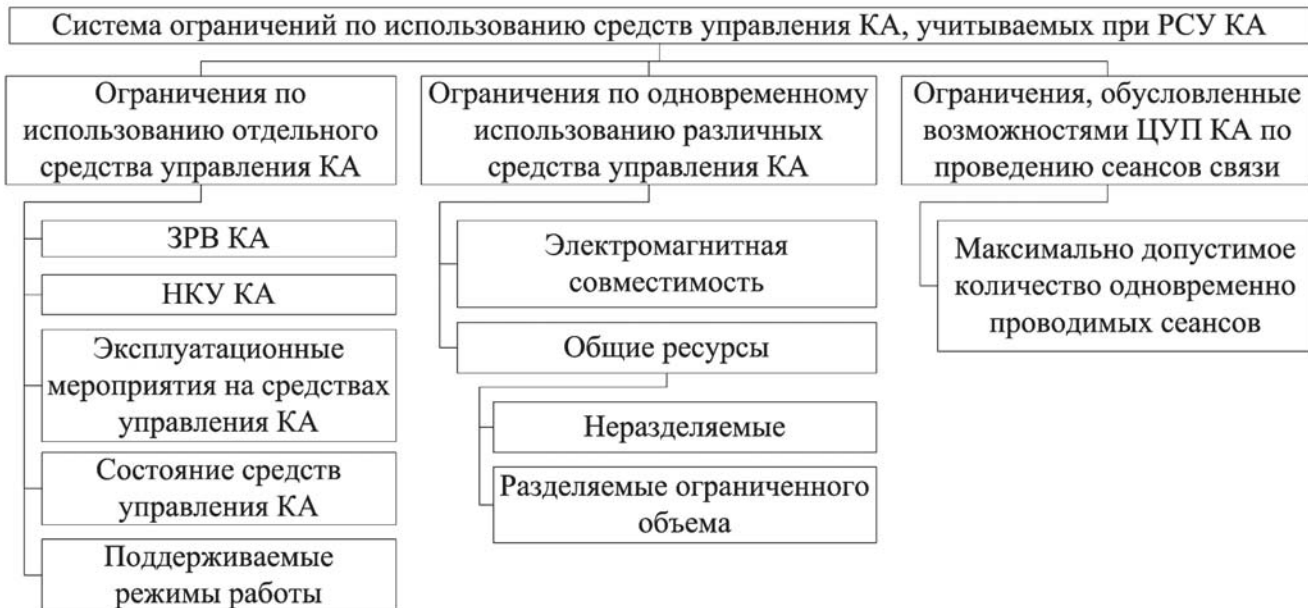 Система ограничений по использованию средств управления КА, учитываемых при РСУ КА
Ограничения по
использованию отдельного
средства управления КА
ЗРВ КА
НКУ КА
Эксплуатационные
мероприятия на средствах
управления КА
Состояние средств
управления КА
Поддерживаемые
режимы работы
Ограничения по одновременному
использованию различных
средства управления КА
Электромагнитная
совместимость
Общие ресурсы
Неразделяемые
Разделяемые ограниченного
объема
Ограничения, обусловленные
возможностями ЦУП КА по
проведению сеансов связи
Максимально допустимое
количество одновременно
проводимых сеансов